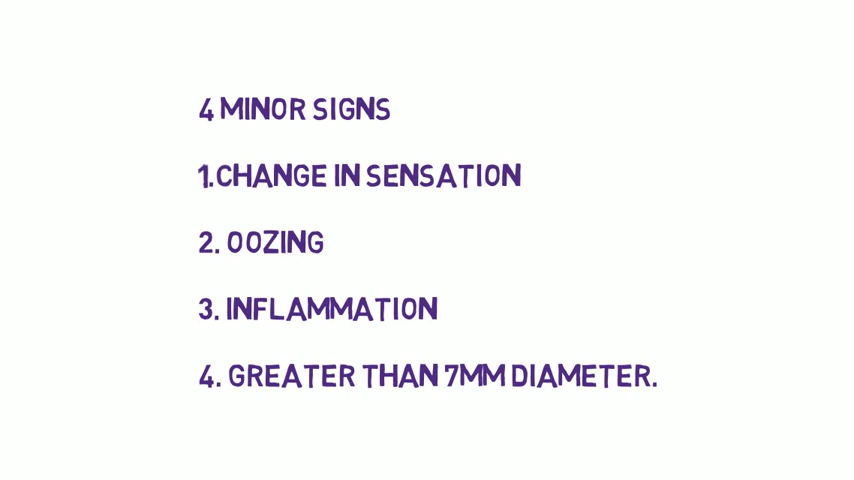 4 MINOR SIGNS
1.CHANGE IN SENSATION
2. OOZING
3. INFLAMMATION
4. GREATER THAN 7MM DIAMETER.